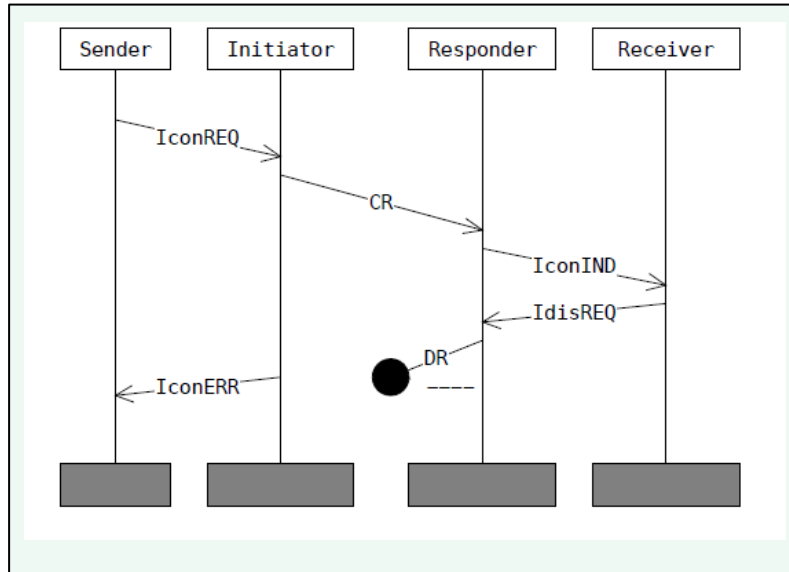 Sender Initiator Responder Receiver
IconREQ
CR
IconIND
IdisREQ
DR
IconERR
----